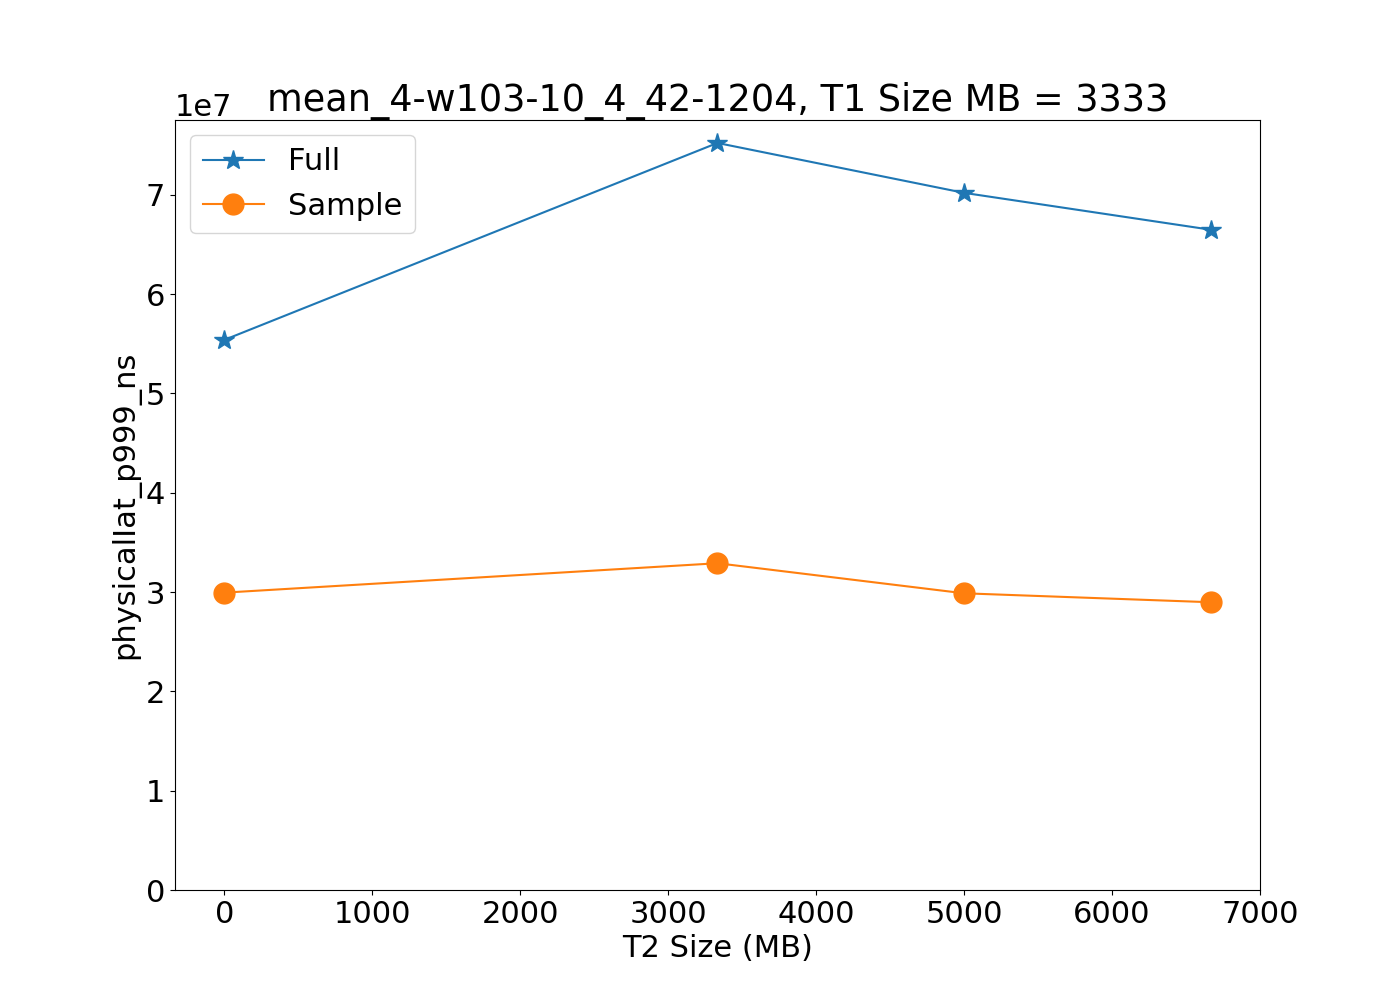 1e7
mean_4-w103-10_4_42-1204, T1 Size MB = 3333
Full
Sample
7
6
5
4
3
2
1
0
physicallat_p999_ns
0 1000 2000 3000 4000 5000 6000 7000
T2 Size (MB)